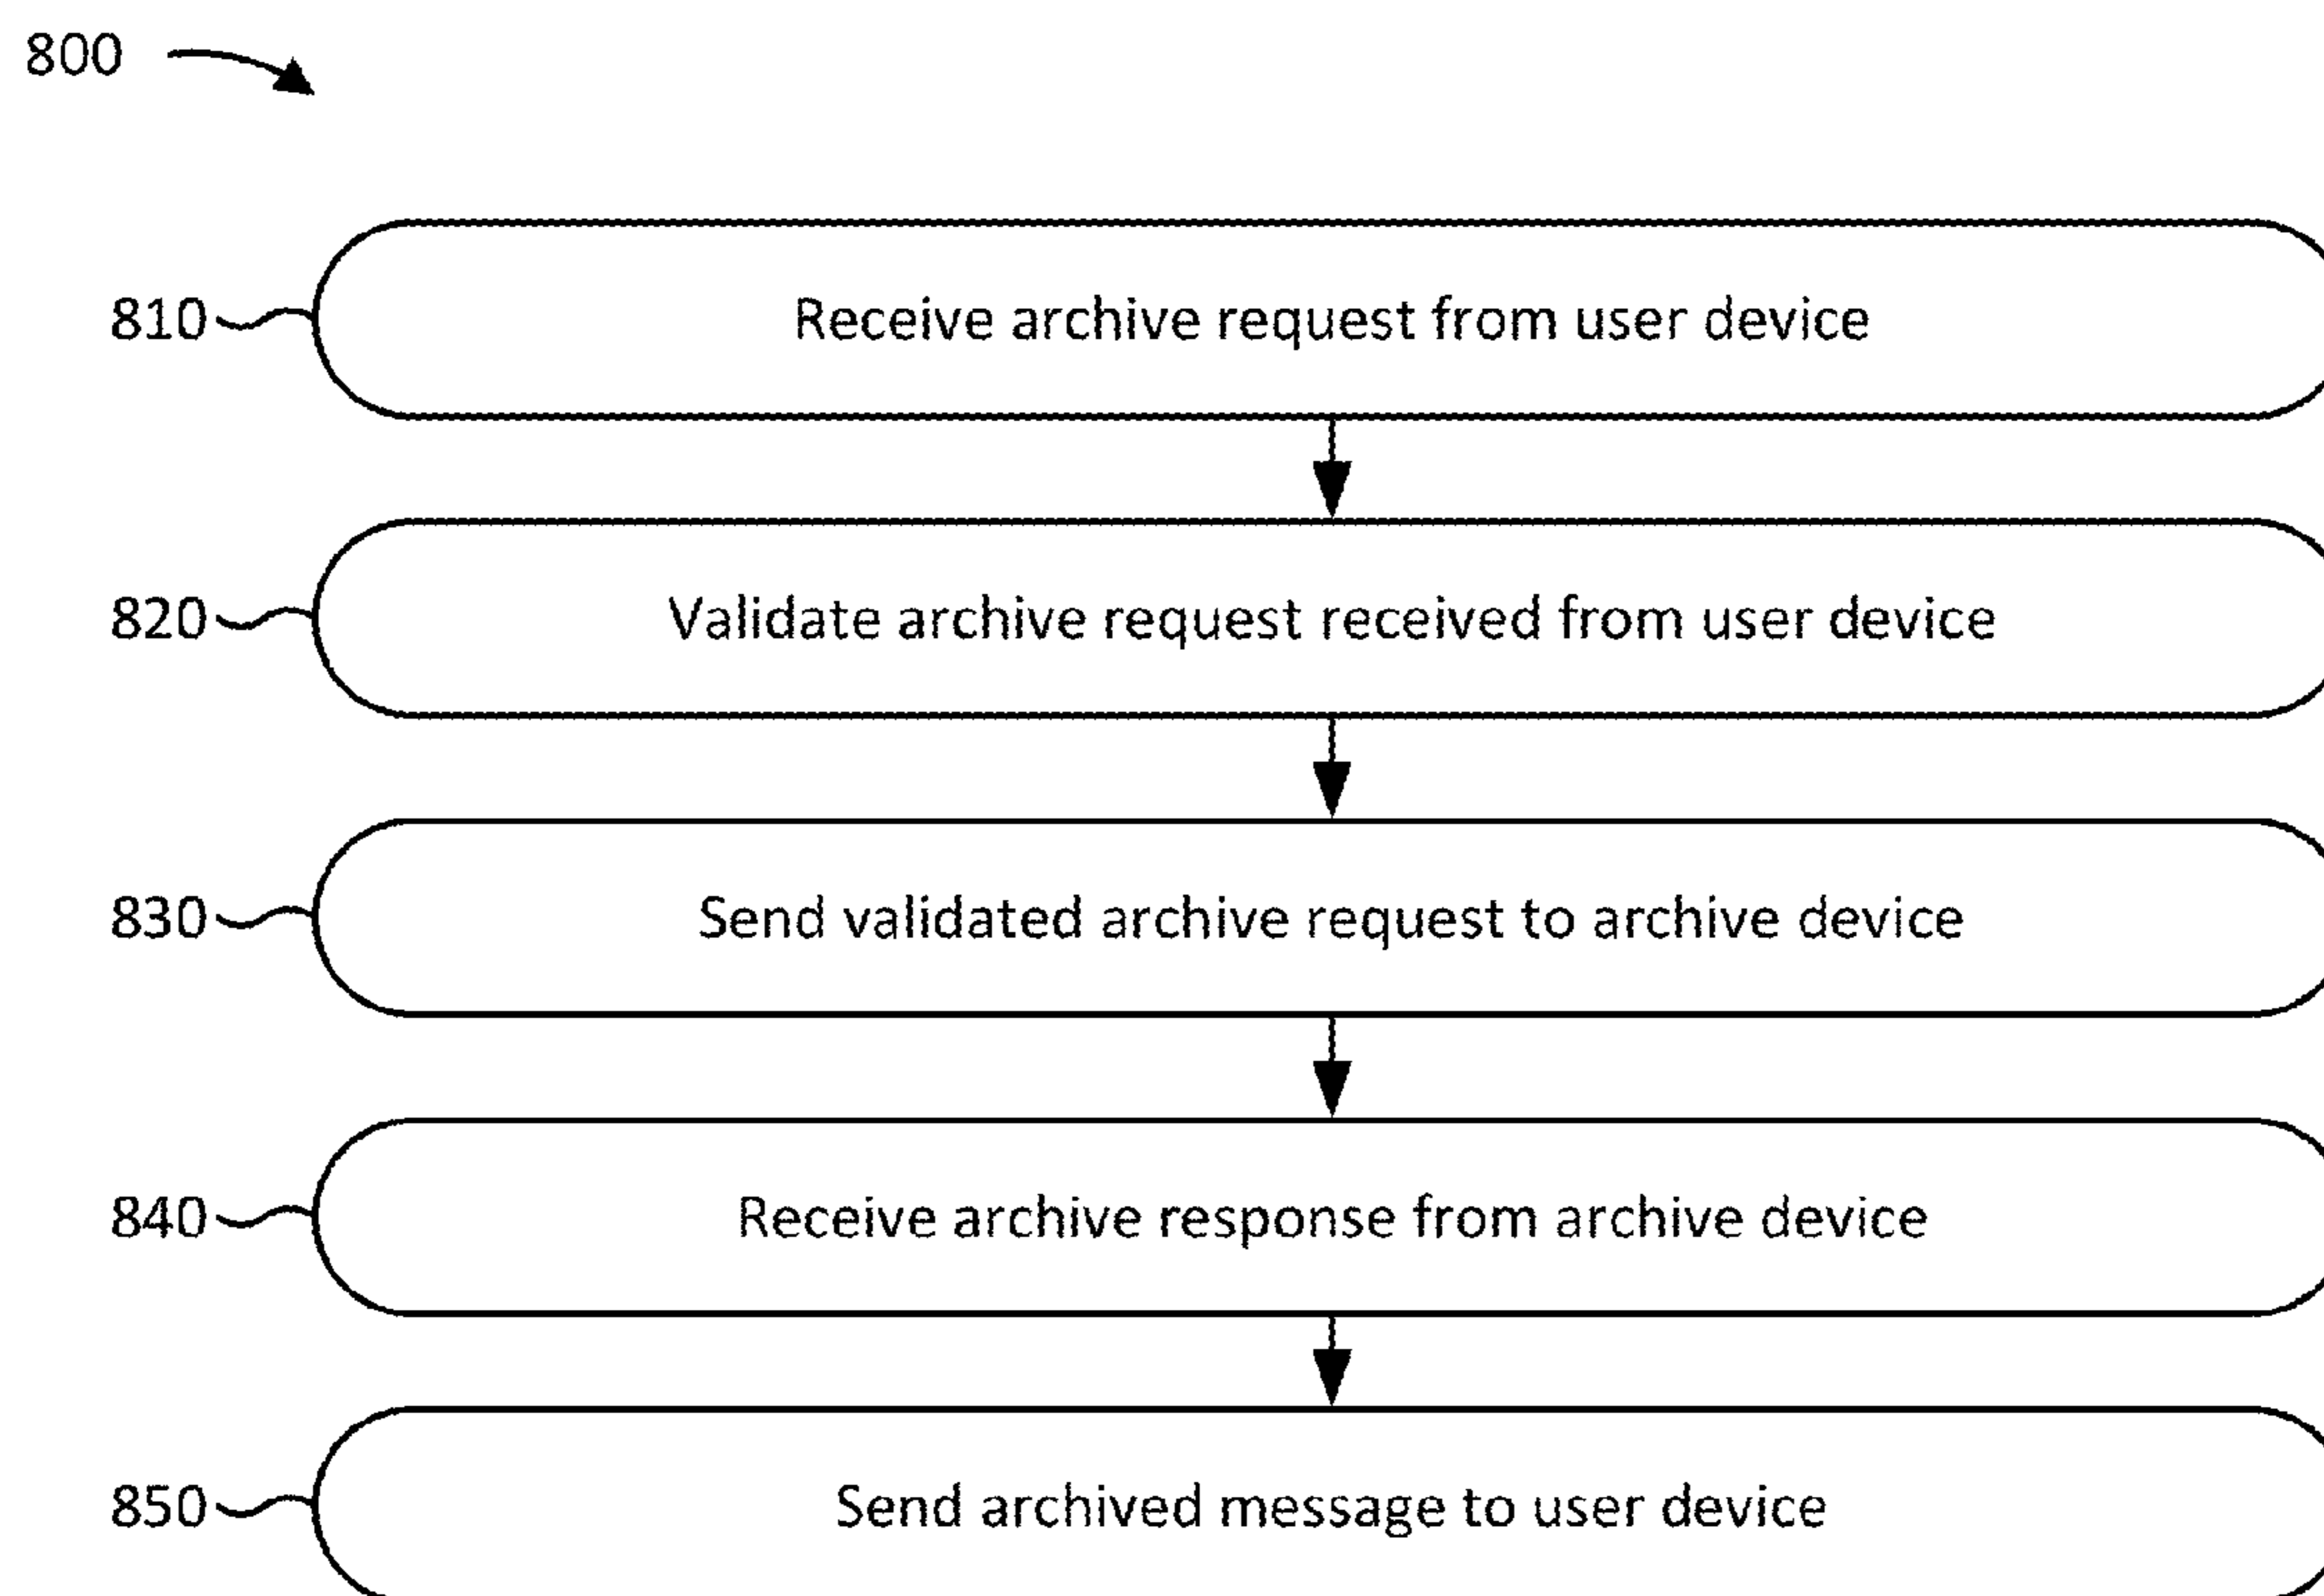 800
810 Receive archive request from user device
820 Validate archive request received from user device
830 Send validated archive request to archive device
840 Receive archive response from archive device
850 Send archived message to user device